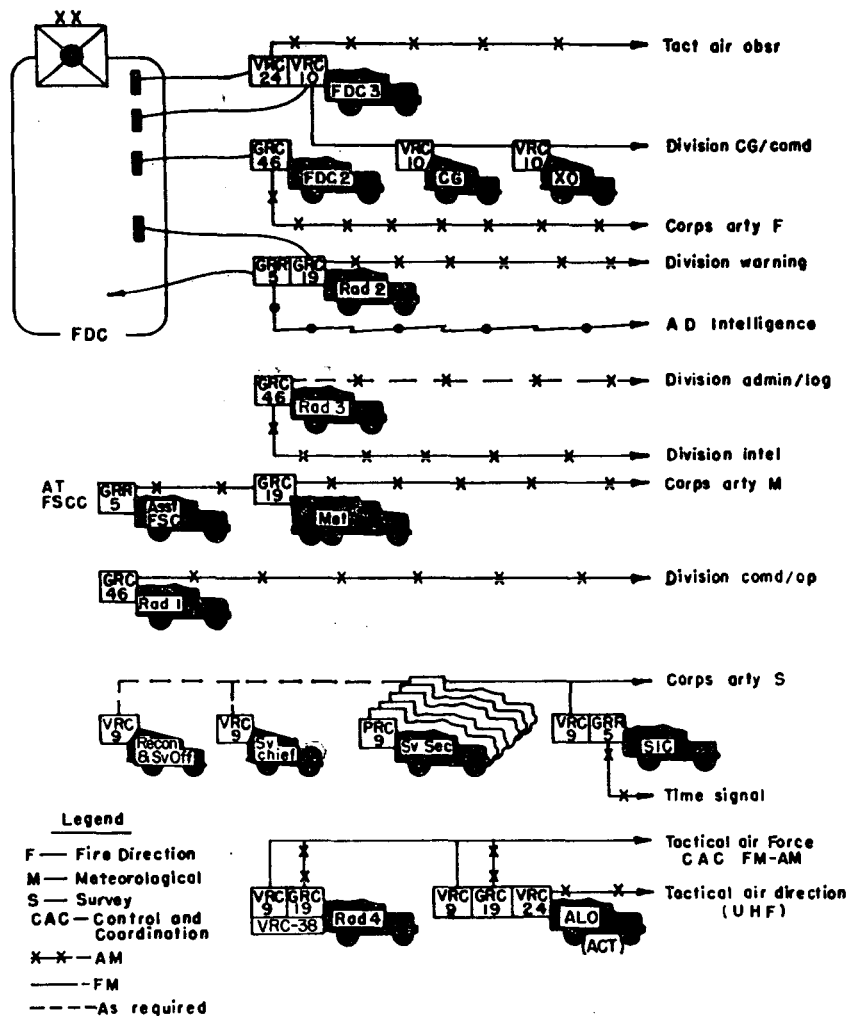 XX
VRC 24
VRC 10
FDC 3
Tact air obsr
GRC 46
FDC 2
VRC 10
CG
VRC 10
XO
Division CG/comd
Corps arty F
GRR 5
GRC 19
Rad 2
Division warning
FDC
AD Intelligence
GRC 46
Rad 3
Division admin/log
Division intel
AT FSCC
GRR 5
Asst FSC
GRC 19
Met
Corps arty M
GRC 46
Rad 1
Division comd/op
Corps arty S
VRC 9
Recon & Sv Off
VRC 9
Sv chief
PRC 9
Sv Sec
VRC 9
GRR 5
SIC
Time signal
Legend
F — Fire Direction
M — Meteorological
S — Survey
CAC — Control and
Coordination
X—X— AM
——— FM
– – – – As required
Tactical air Force
CAC FM-AM
VRC 9
GRC 19
VRC-38
Rad 4
VRC 9
GRC 19
VRC 24
ALO
(ACT)
Tactical air direction
(UHF)